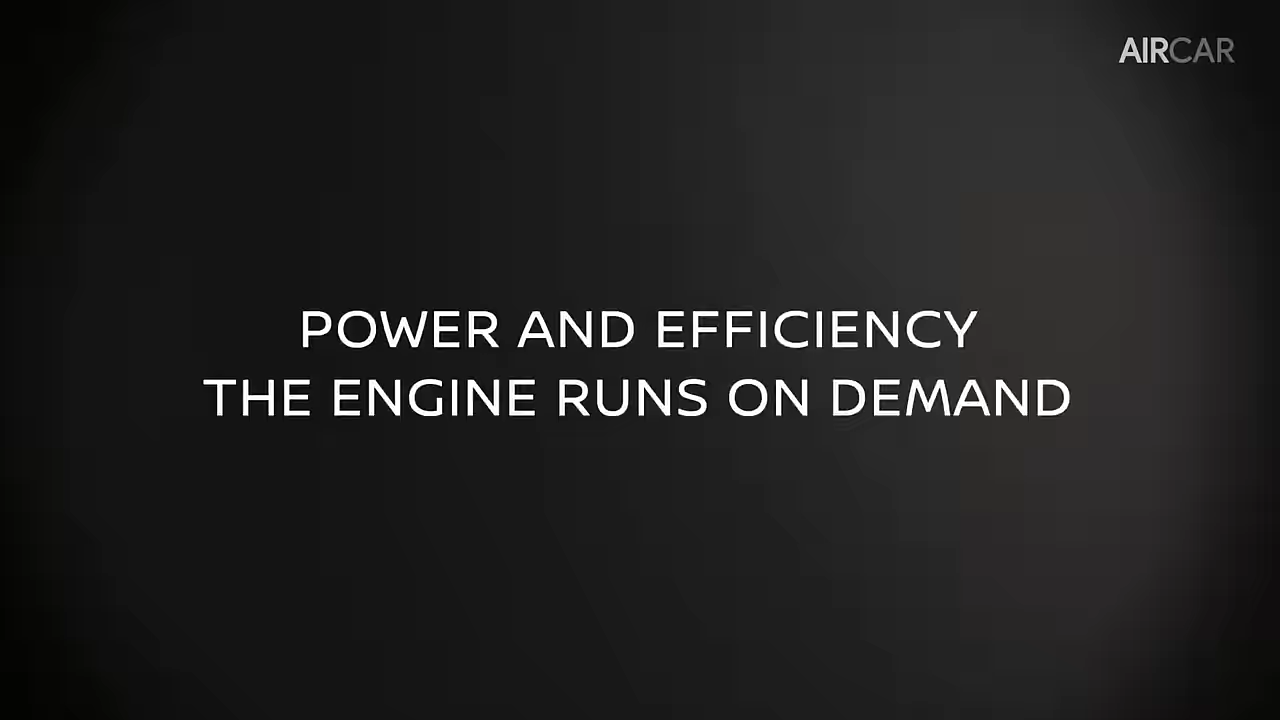 AIRCAR
POWER AND EFFICIENCY
THE ENGINE RUNS ON DEMAND